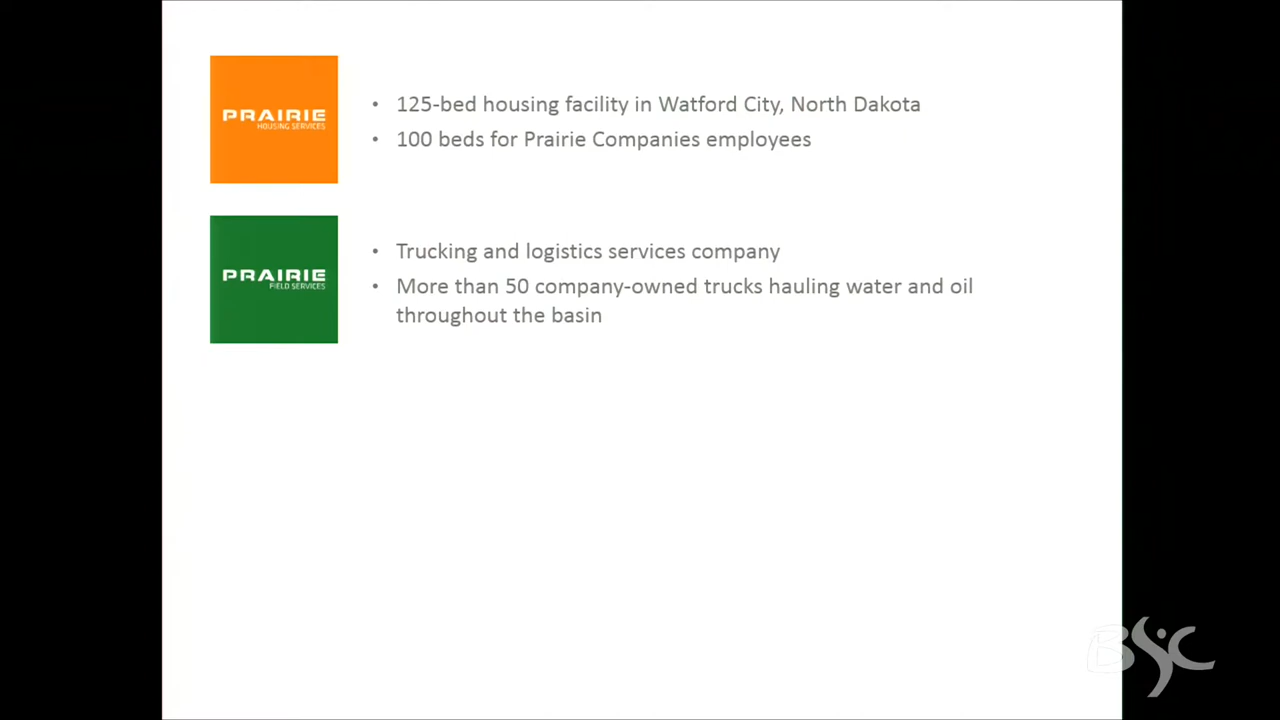 PRAIRIE
HOUSING SERVICES
• 125-bed housing facility in Watford City, North Dakota
• 100 beds for Prairie Companies employees
PRAIRIE
FIELD SERVICES
• Trucking and logistics services company
• More than 50 company-owned trucks hauling water and oil
throughout the basin
BSC